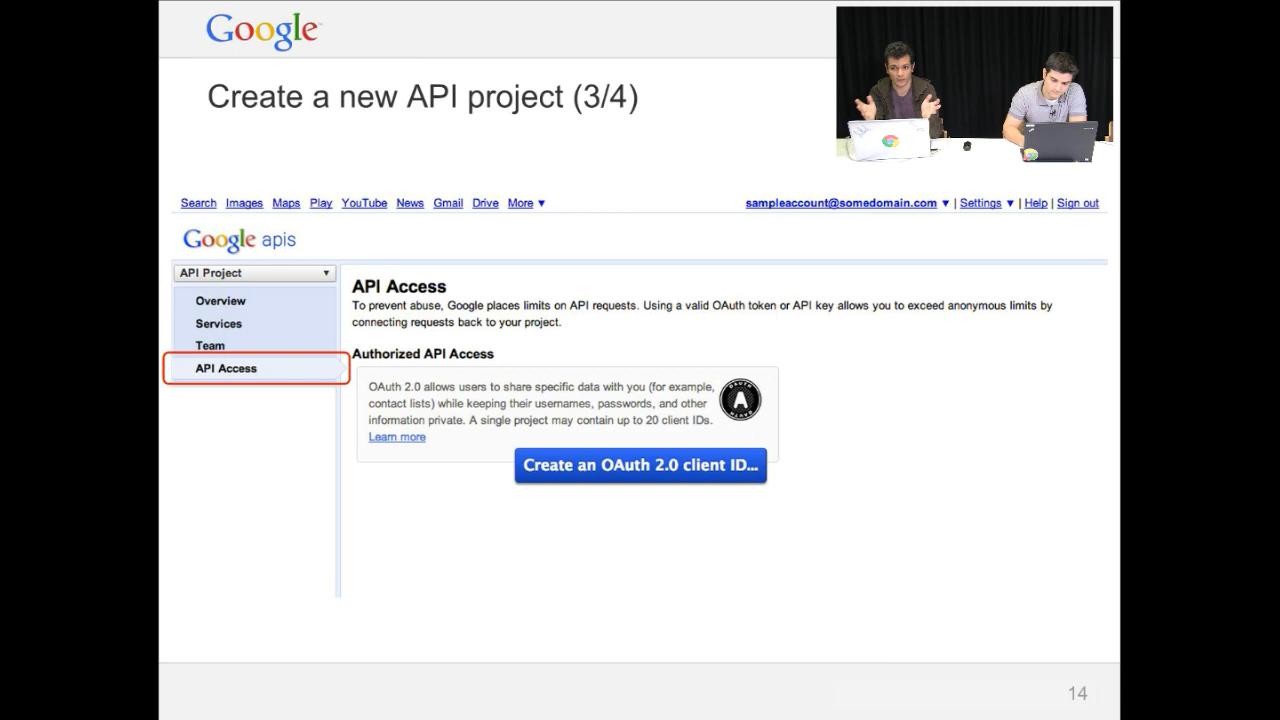 Google
Create a new API project (3/4)
Search Images Maps Play YouTube News Gmail Drive More ▼
sampleaccount@somedomain.com ▼ | Settings ▼ | Help | Sign out
Google apis
API Project ▼
Overview
Services
Team
API Access
API Access
To prevent abuse, Google places limits on API requests. Using a valid OAuth token or API key allows you to exceed anonymous limits by
connecting requests back to your project.
Authorized API Access
OAuth 2.0 allows users to share specific data with you (for example,
contact lists) while keeping their usernames, passwords, and other
information private. A single project may contain up to 20 client IDs.
Learn more
OAUTH
A
OAUTH
Create an OAuth 2.0 client ID...
14